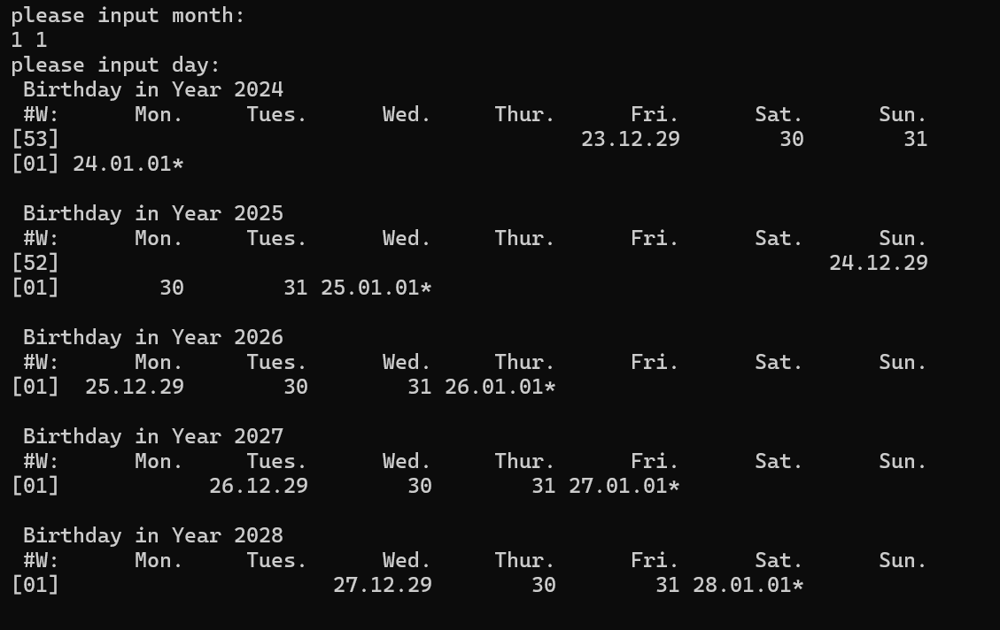 please input month:
1 1
please input day:
 Birthday in Year 2024
 #W:      Mon.     Tues.      Wed.     Thur.      Fri.      Sat.      Sun.
[53]                                          23.12.29        30        31
[01] 24.01.01*

 Birthday in Year 2025
 #W:      Mon.     Tues.      Wed.     Thur.      Fri.      Sat.      Sun.
[52]                                                              24.12.29
[01]        30        31 25.01.01*

 Birthday in Year 2026
 #W:      Mon.     Tues.      Wed.     Thur.      Fri.      Sat.      Sun.
[01]  25.12.29        30        31 26.01.01*

 Birthday in Year 2027
 #W:      Mon.     Tues.      Wed.     Thur.      Fri.      Sat.      Sun.
[01]            26.12.29        30        31 27.01.01*

 Birthday in Year 2028
 #W:      Mon.     Tues.      Wed.     Thur.      Fri.      Sat.      Sun.
[01]                      27.12.29        30        31 28.01.01*